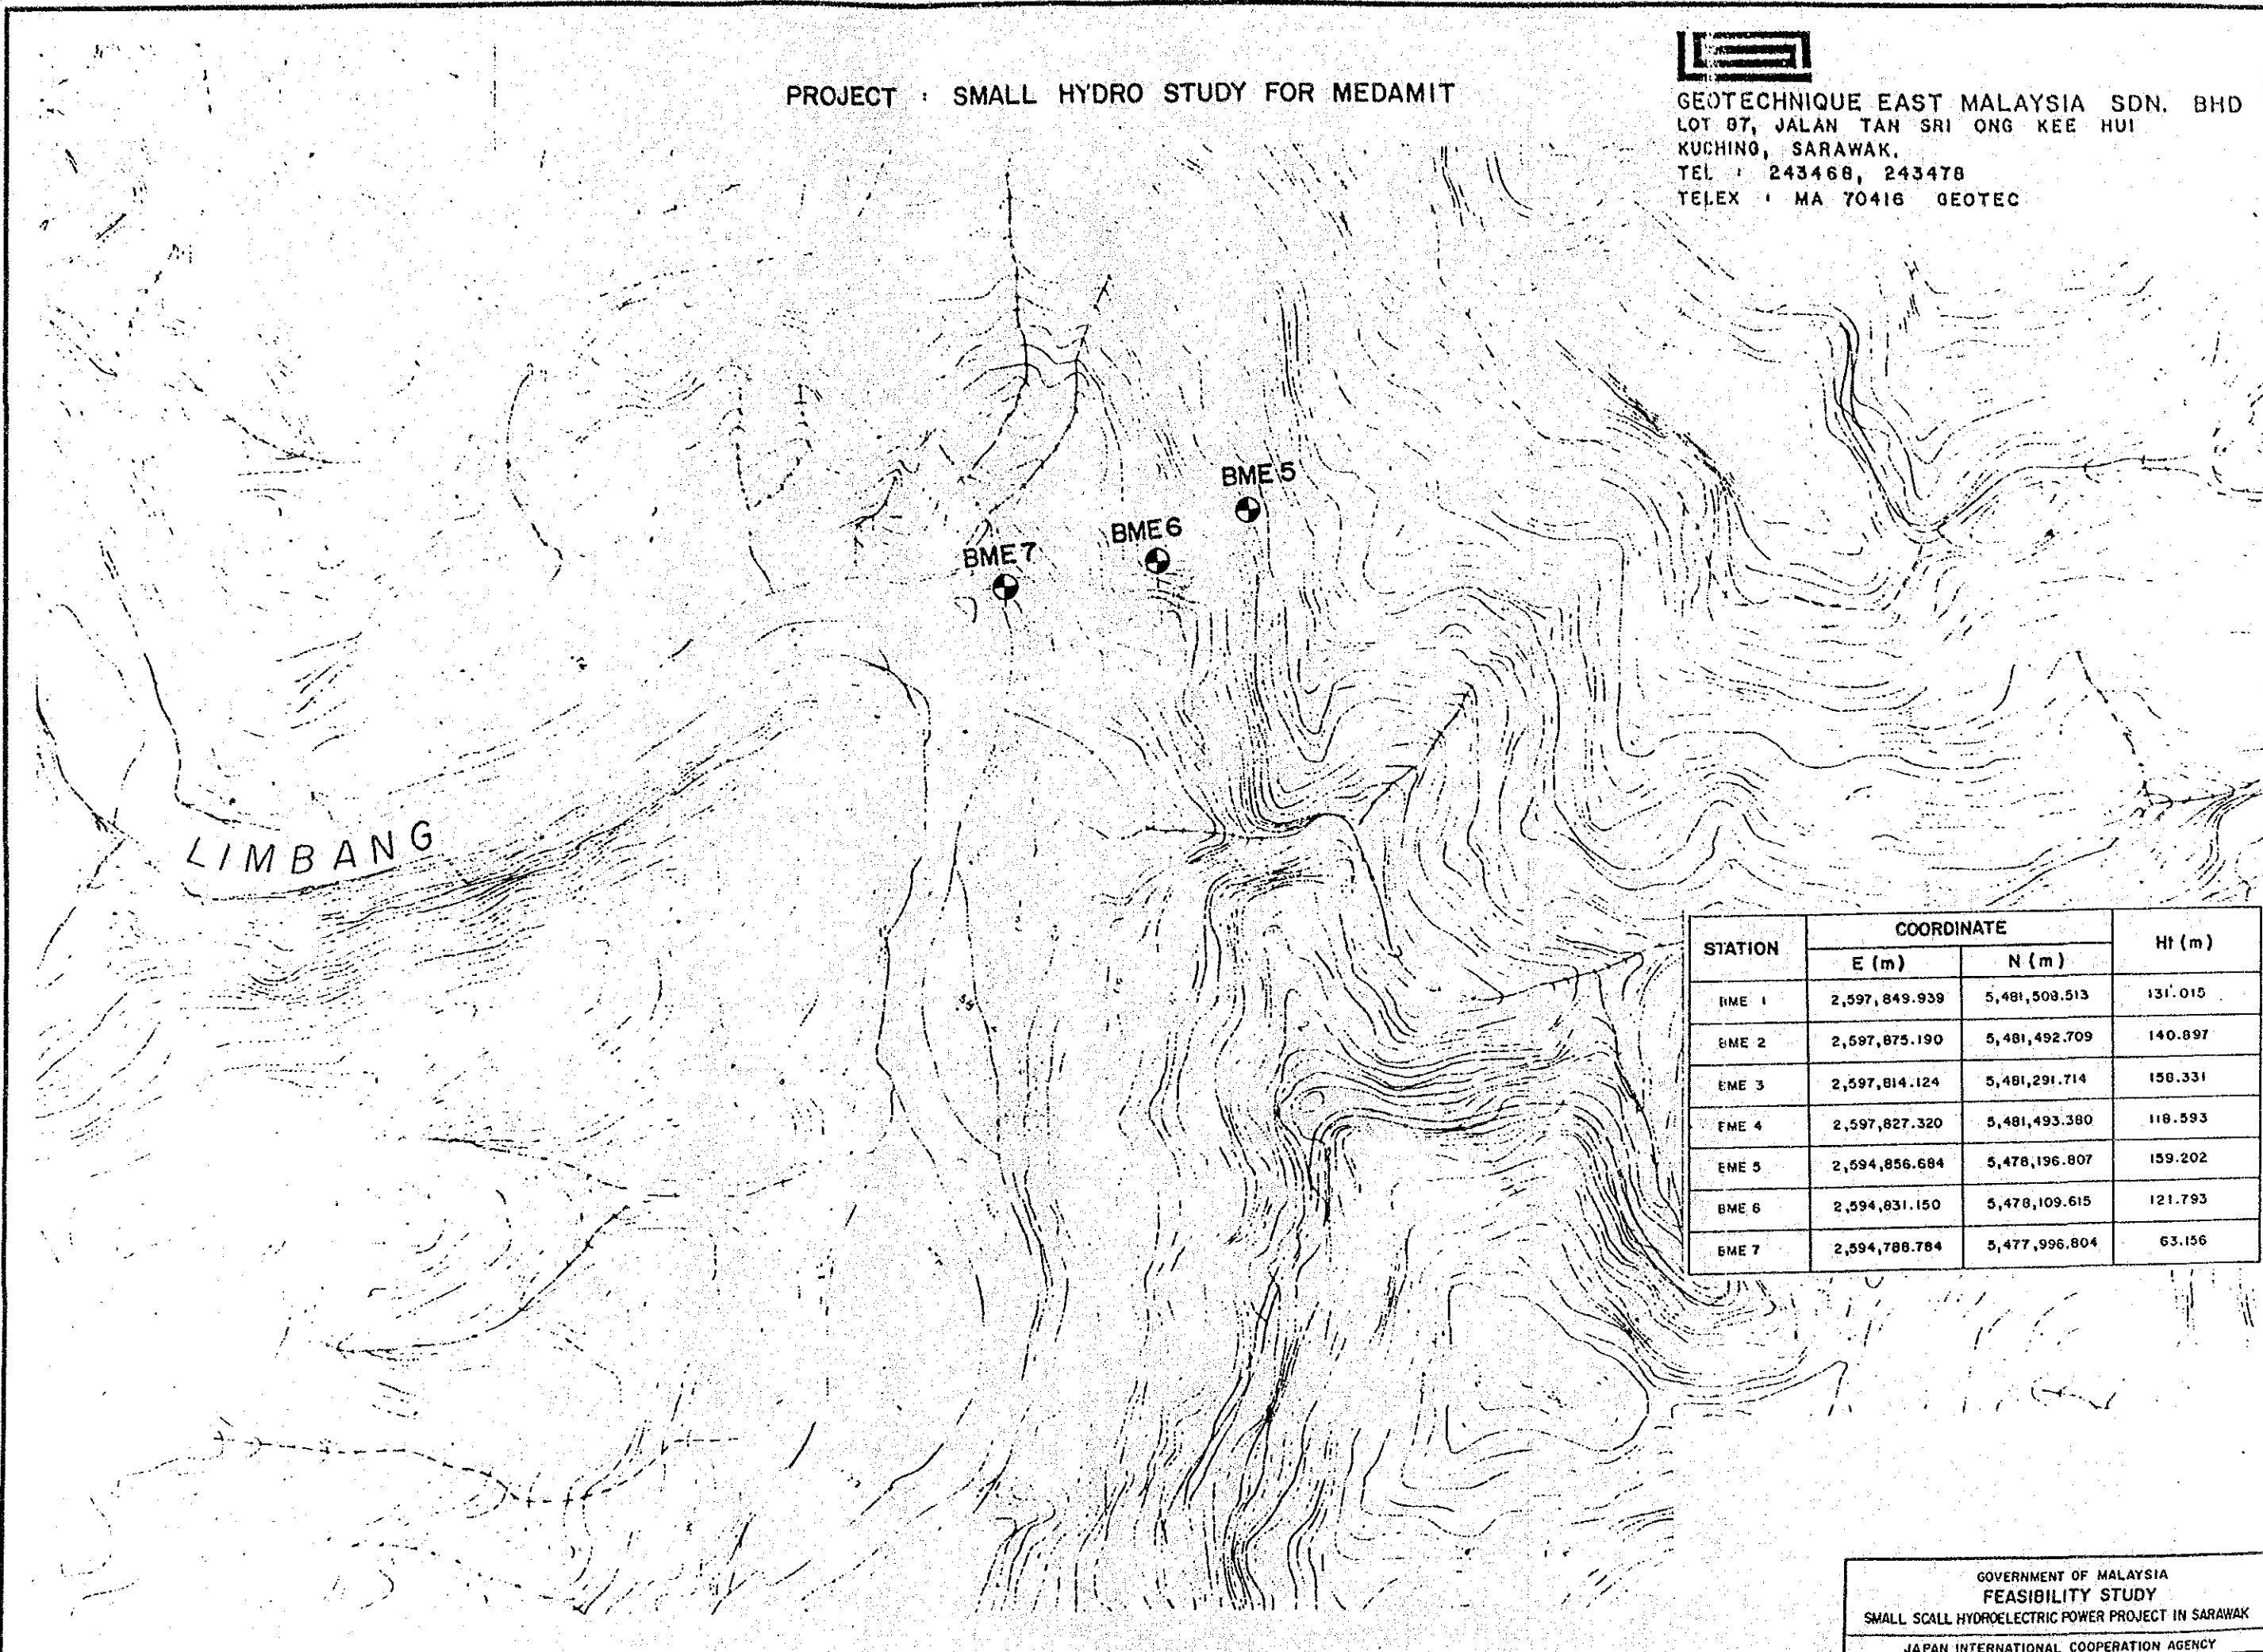 PROJECT : SMALL HYDRO STUDY FOR MEDAMIT
GEOTECHNIQUE EAST MALAYSIA SDN. BHD
LOT 87, JALAN TAN SRI ONG KEE HUI
KUCHING, SARAWAK.
TEL : 243468, 243478
TELEX : MA 70416 GEOTEC
BME 5
BME 6
BME 7
LIMBANG
STATION COORDINATE Ht (m)
E (m) N (m)
BME 1 2,597,849.939 5,481,508.513 131.015
BME 2 2,597,875.190 5,481,492.709 140.897
BME 3 2,597,814.124 5,481,291.714 158.331
BME 4 2,597,827.320 5,481,493.380 118.593
BME 5 2,594,856.684 5,478,196.807 159.202
BME 6 2,594,831.150 5,478,109.615 121.793
BME 7 2,594,788.784 5,477,996.804 63.156
GOVERNMENT OF MALAYSIA
FEASIBILITY STUDY
SMALL SCALL HYDROELECTRIC POWER PROJECT IN SARAWAK
JAPAN INTERNATIONAL COOPERATION AGENCY